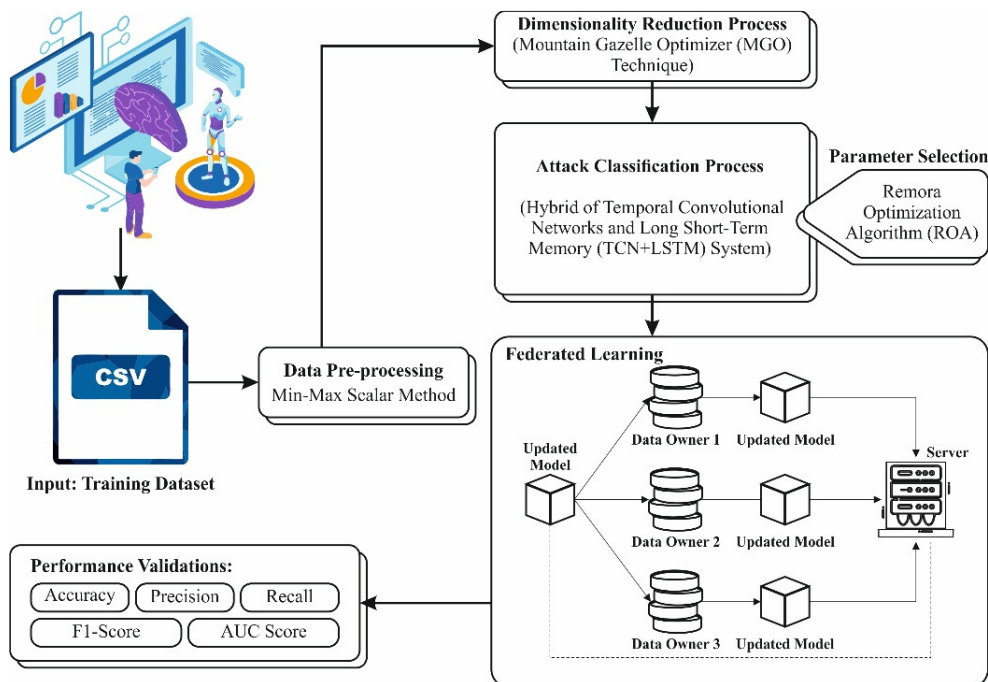 Dimensionality Reduction Process
(Mountain Gazelle Optimizer (MGO)
Technique)
Attack Classification Process
(Hybrid of Temporal Convolutional
Networks and Long Short-Term
Memory (TCN+LSTM) System)
Parameter Selection
Remora
Optimization
Algorithm (ROA)
CSV
Input: Training Dataset
Data Pre-processing
Min-Max Scalar Method
Federated Learning
Updated
Model
Data Owner 1
Updated Model
Data Owner 2
Updated Model
Data Owner 3
Updated Model
Server
Performance Validations:
Accuracy
Precision
Recall
F1-Score
AUC Score